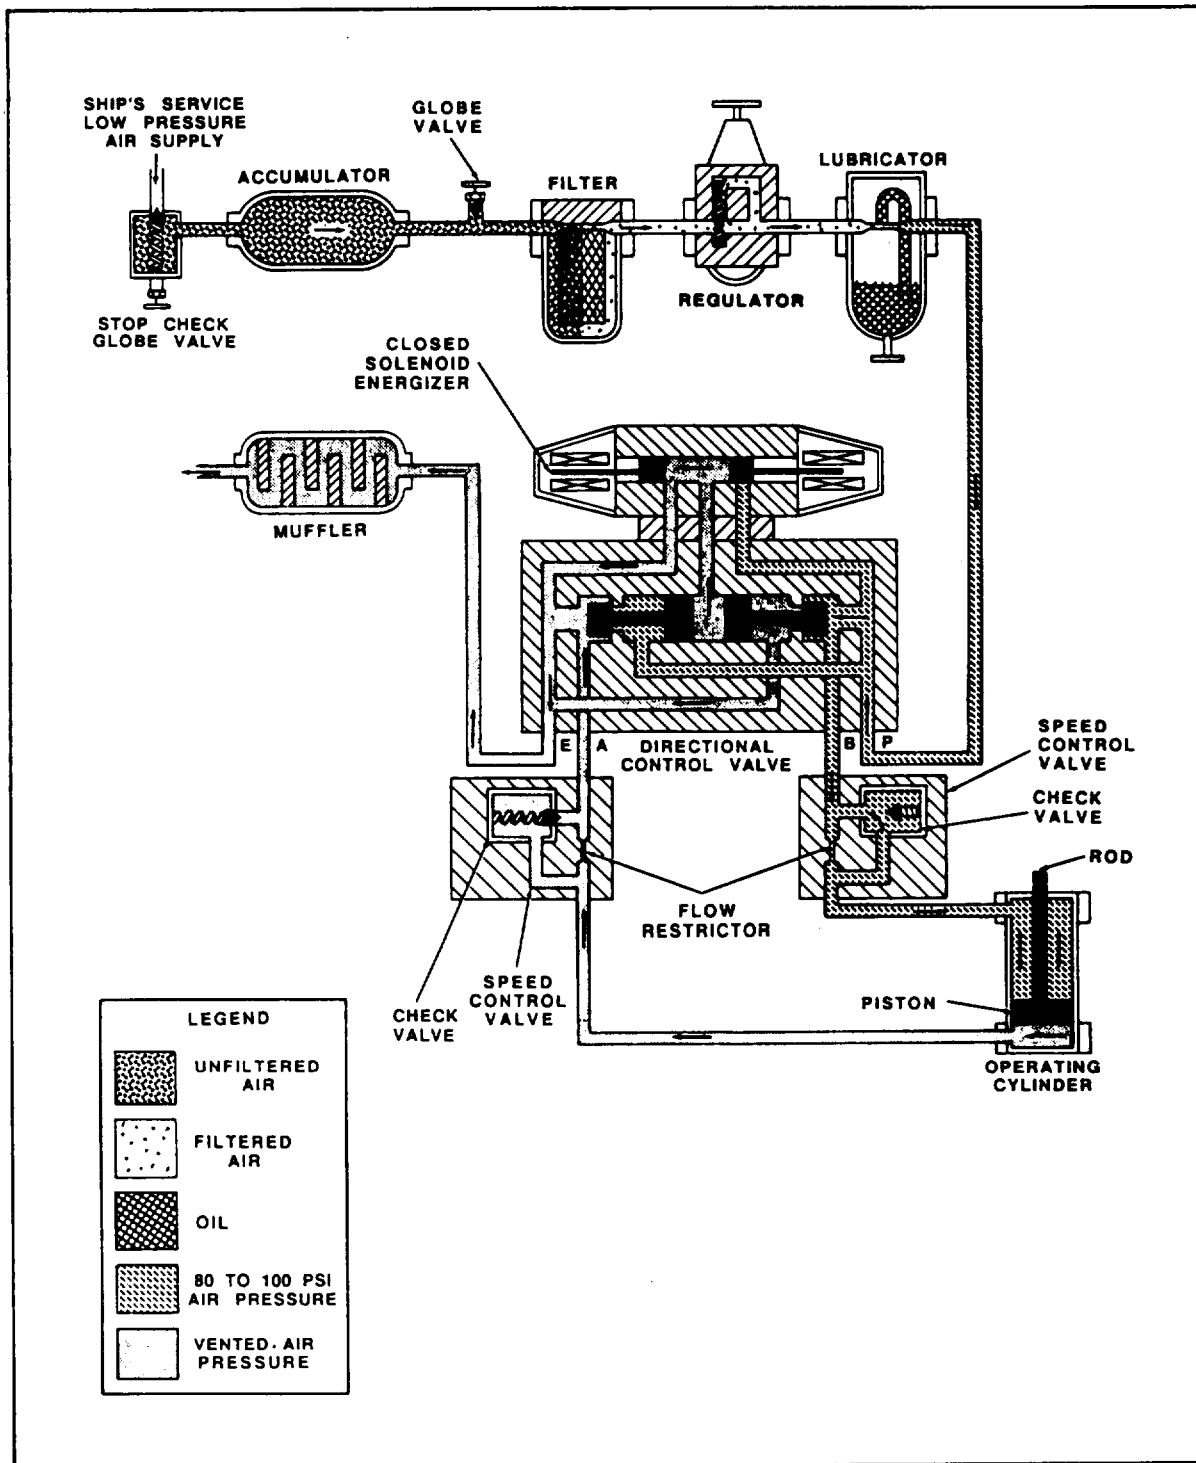 SHIP'S SERVICE
LOW PRESSURE
AIR SUPPLY
GLOBE
VALVE
ACCUMULATOR
FILTER
LUBRICATOR
REGULATOR
STOP CHECK
GLOBE VALVE
CLOSED
SOLENOID
ENERGIZER
MUFFLER
E
A
DIRECTIONAL
CONTROL VALVE
B
P
SPEED
CONTROL
VALVE
CHECK
VALVE
ROD
FLOW
RESTRICTOR
SPEED
CONTROL
VALVE
CHECK
VALVE
PISTON
OPERATING
CYLINDER
LEGEND
UNFILTERED
AIR
FILTERED
AIR
OIL
80 TO 100 PSI
AIR PRESSURE
VENTED. AIR
PRESSURE